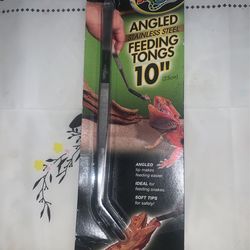 ANGLED
STAINLESS STEEL
FEEDING
TONGS
10"
(25cm)
ANGLED
tip makes
feeding easier.
IDEAL for
feeding snakes.
SOFT TIPS
for safety!